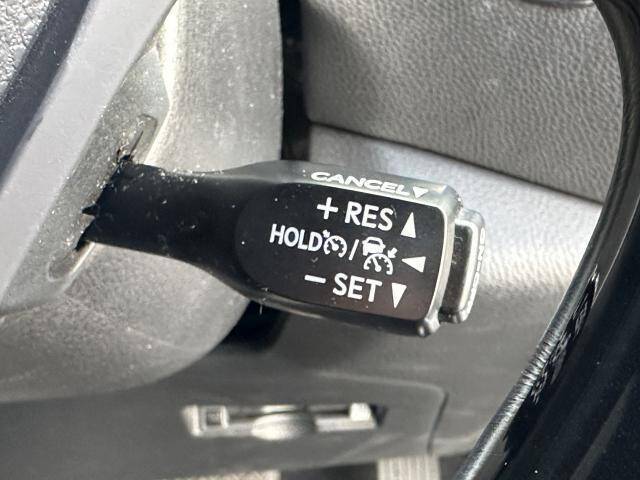 CANCEL▼
+ RES ▲
HOLD / ◀
− SET ▼